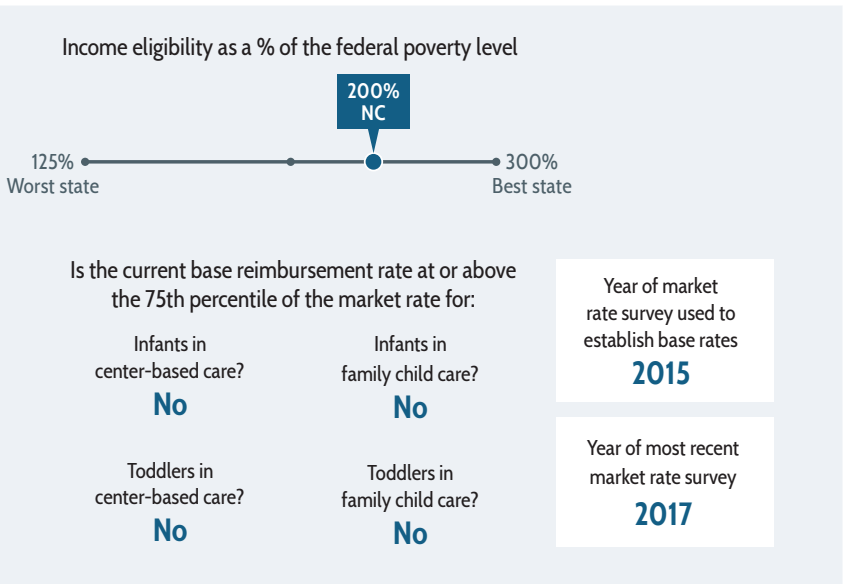 Income eligibility as a % of the federal poverty level
200%
NC
125%
Worst state
300%
Best state
Is the current base reimbursement rate at or above
the 75th percentile of the market rate for:
Infants in
center-based care?
No
Infants in
family child care?
No
Toddlers in
center-based care?
No
Toddlers in
family child care?
No
Year of market
rate survey used to
establish base rates
2015
Year of most recent
market rate survey
2017